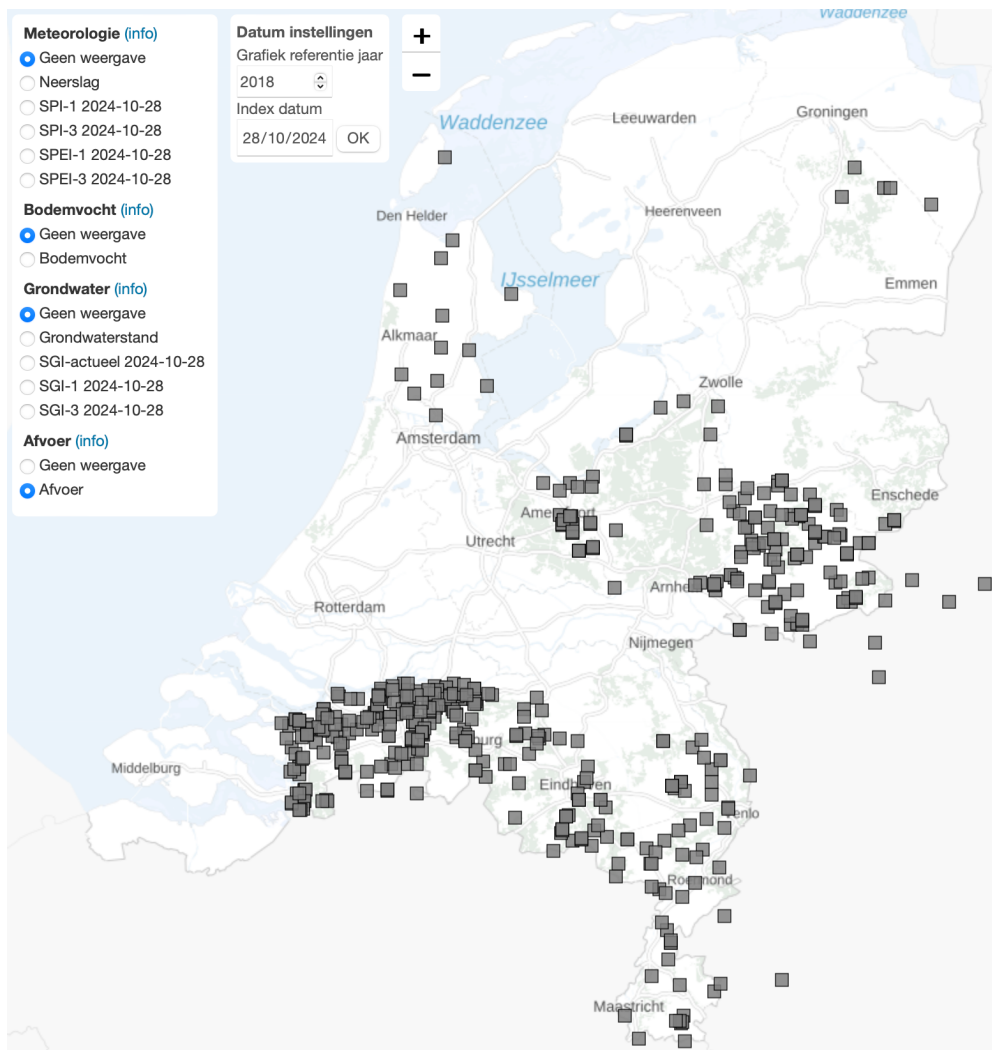 Meteorologie (info)
Geen weergave
Neerslag
SPI-1 2024-10-28
SPI-3 2024-10-28
SPEI-1 2024-10-28
SPEI-3 2024-10-28
Bodemvocht (info)
Geen weergave
Bodemvocht
Grondwater (info)
Geen weergave
Grondwaterstand
SGI-actueel 2024-10-28
SGI-1 2024-10-28
SGI-3 2024-10-28
Afvoer (info)
Geen weergave
Afvoer
Datum instellingen
Grafiek referentie jaar
2018
Index datum
28/10/2024 OK
+
−
Waddenzee
Waddenzee
Leeuwarden
Groningen
Den Helder
Heerenveen
IJsselmeer
Emmen
Alkmaar
Zwolle
Amsterdam
Enschede
Utrecht
Rotterdam
Nijmegen
Middelburg
Maastricht